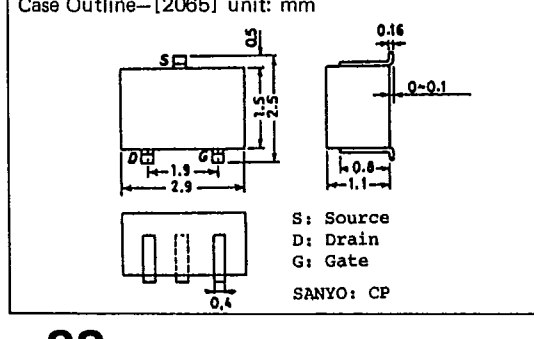 Case Outline—[2065] unit: mm
0.5
S
1.5
2.5
D
G
1.9
2.9
0.16
0~0.1
0.8
1.1
0.4
S: Source
D: Drain
G: Gate
SANYO: CP